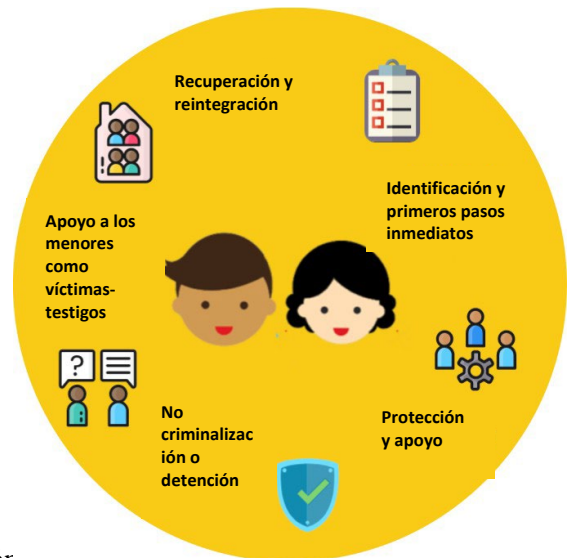 Recuperación y
reintegración
Identificación y
primeros pasos
inmediatos
Apoyo a los
menores
como
víctimas-
testigos
?
No
criminalizac
ión o
detención
Protección
y apoyo